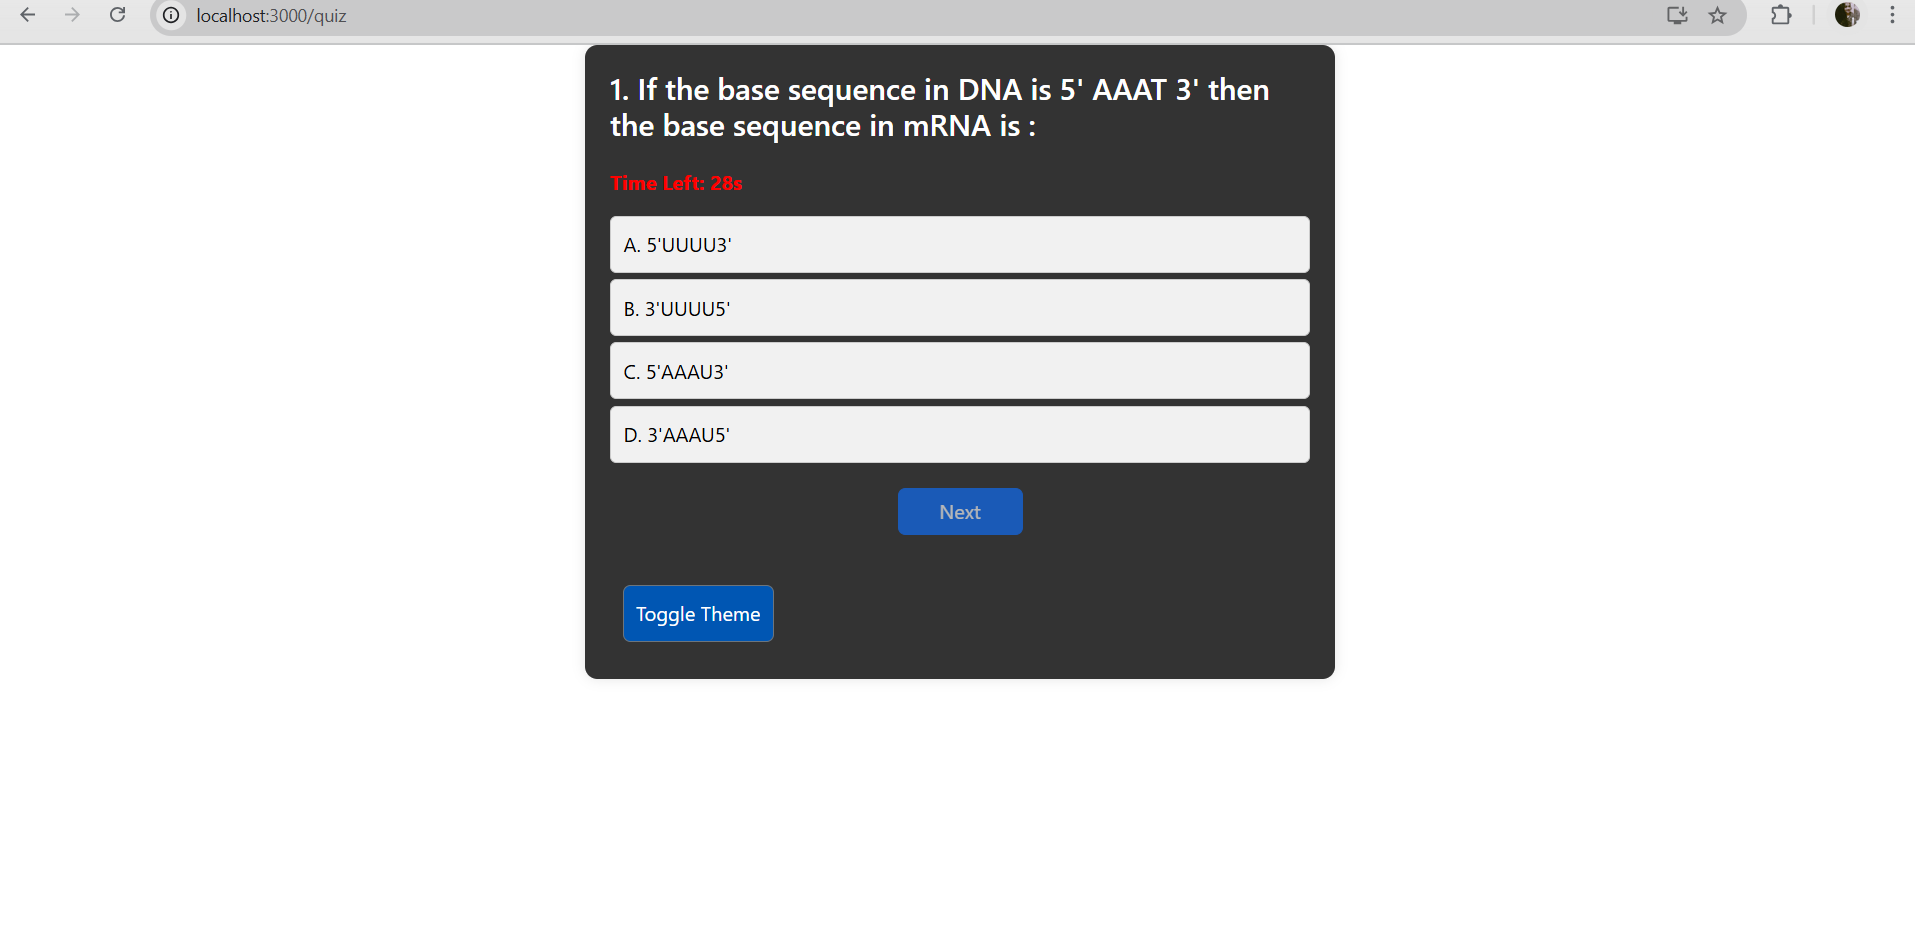 localhost:3000/quiz
1. If the base sequence in DNA is 5' AAAT 3' then
the base sequence in mRNA is :
Time Left: 28s
A. 5'UUUU3'
B. 3'UUUU5'
C. 5'AAAU3'
D. 3'AAAU5'
Next
Toggle Theme